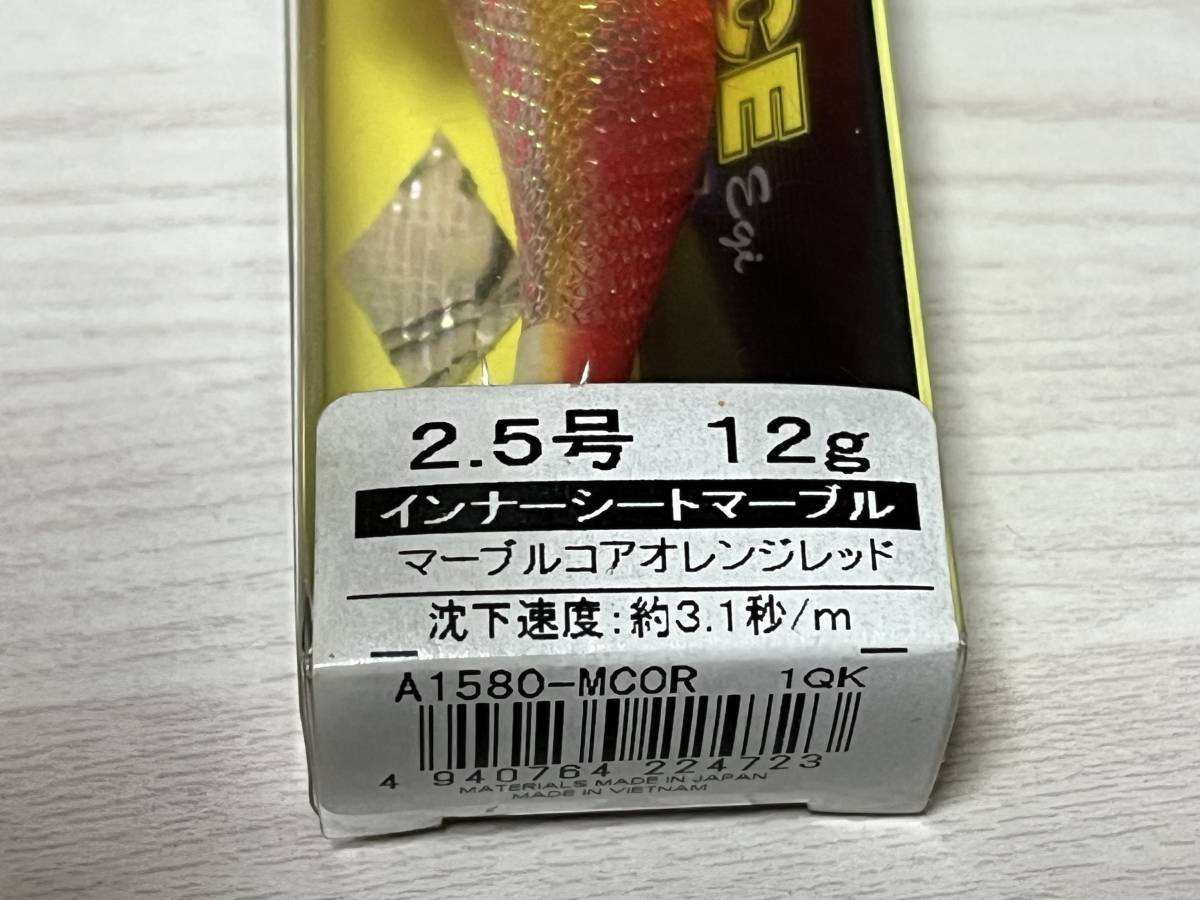 CE
Egi
2.5号 12g
インナーシートマーブル
マーブルコアオレンジレッド
沈下速度:約3.1秒/m
A1580-MCOR 1QK
4 940764 224723
MATERIALS MADE IN JAPAN
MADE IN VIETNAM